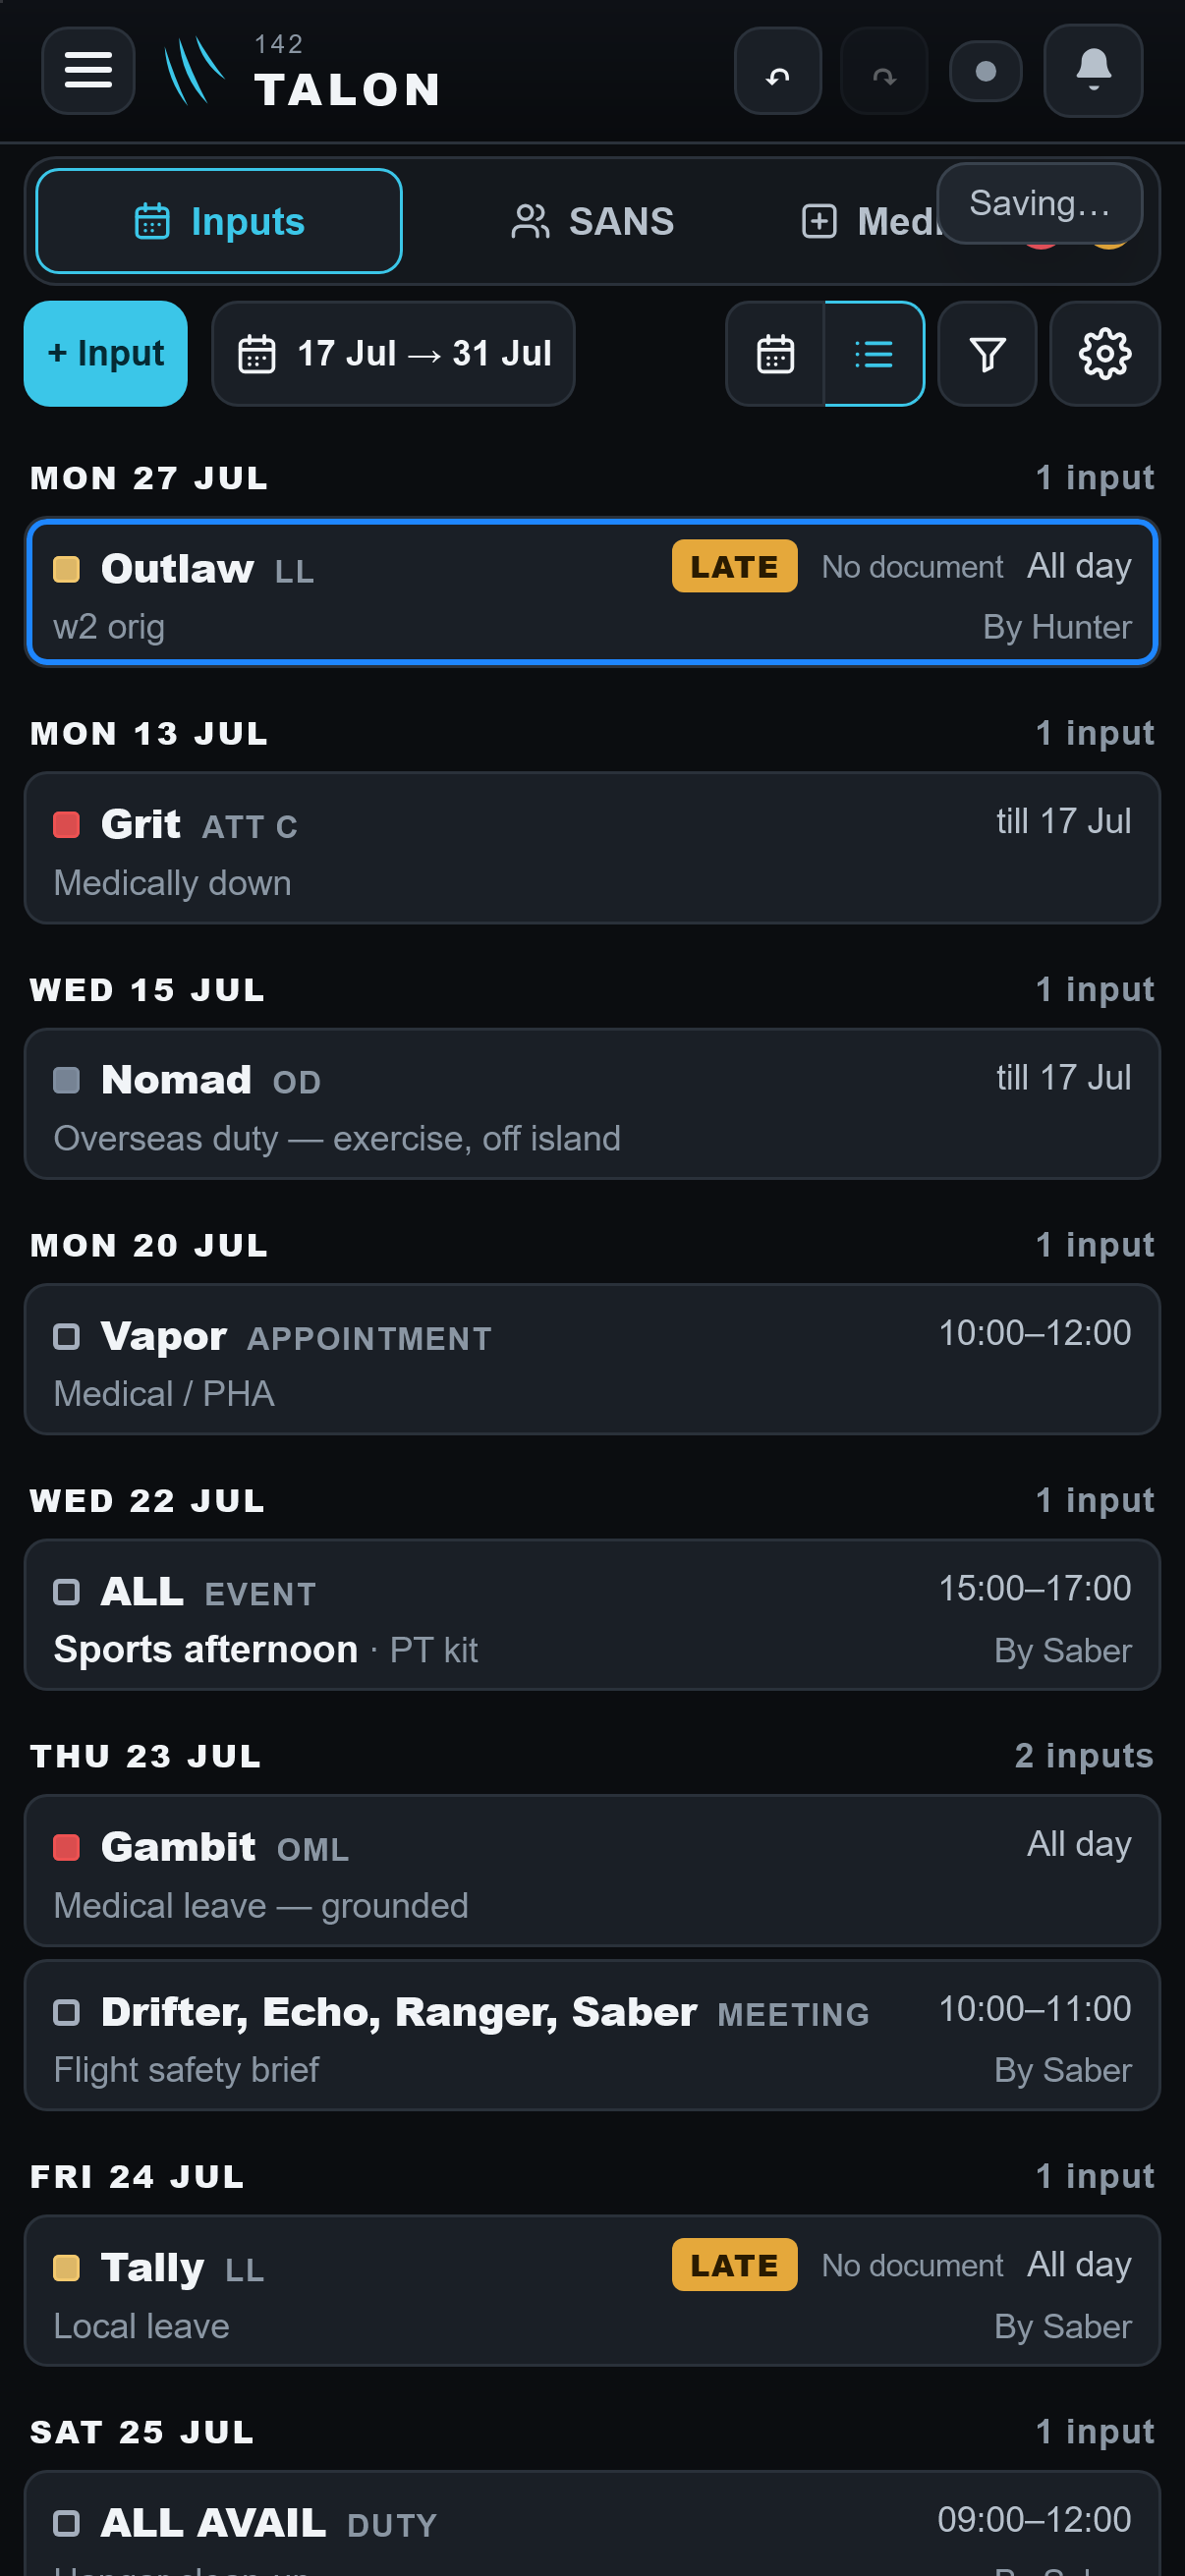 142
TALON
Inputs
SANS
Medi
Saving...
+ Input
17 Jul → 31 Jul
MON 27 JUL
1 input
Outlaw LL
LATE No document All day
w2 orig
By Hunter
MON 13 JUL
1 input
Grit ATT C
till 17 Jul
Medically down
WED 15 JUL
1 input
Nomad OD
till 17 Jul
Overseas duty — exercise, off island
MON 20 JUL
1 input
Vapor APPOINTMENT
10:00–12:00
Medical / PHA
WED 22 JUL
1 input
ALL EVENT
15:00–17:00
Sports afternoon · PT kit
By Saber
THU 23 JUL
2 inputs
Gambit OML
All day
Medical leave — grounded
Drifter, Echo, Ranger, Saber MEETING
10:00–11:00
Flight safety brief
By Saber
FRI 24 JUL
1 input
Tally LL
LATE No document All day
Local leave
By Saber
SAT 25 JUL
1 input
ALL AVAIL DUTY
09:00–12:00